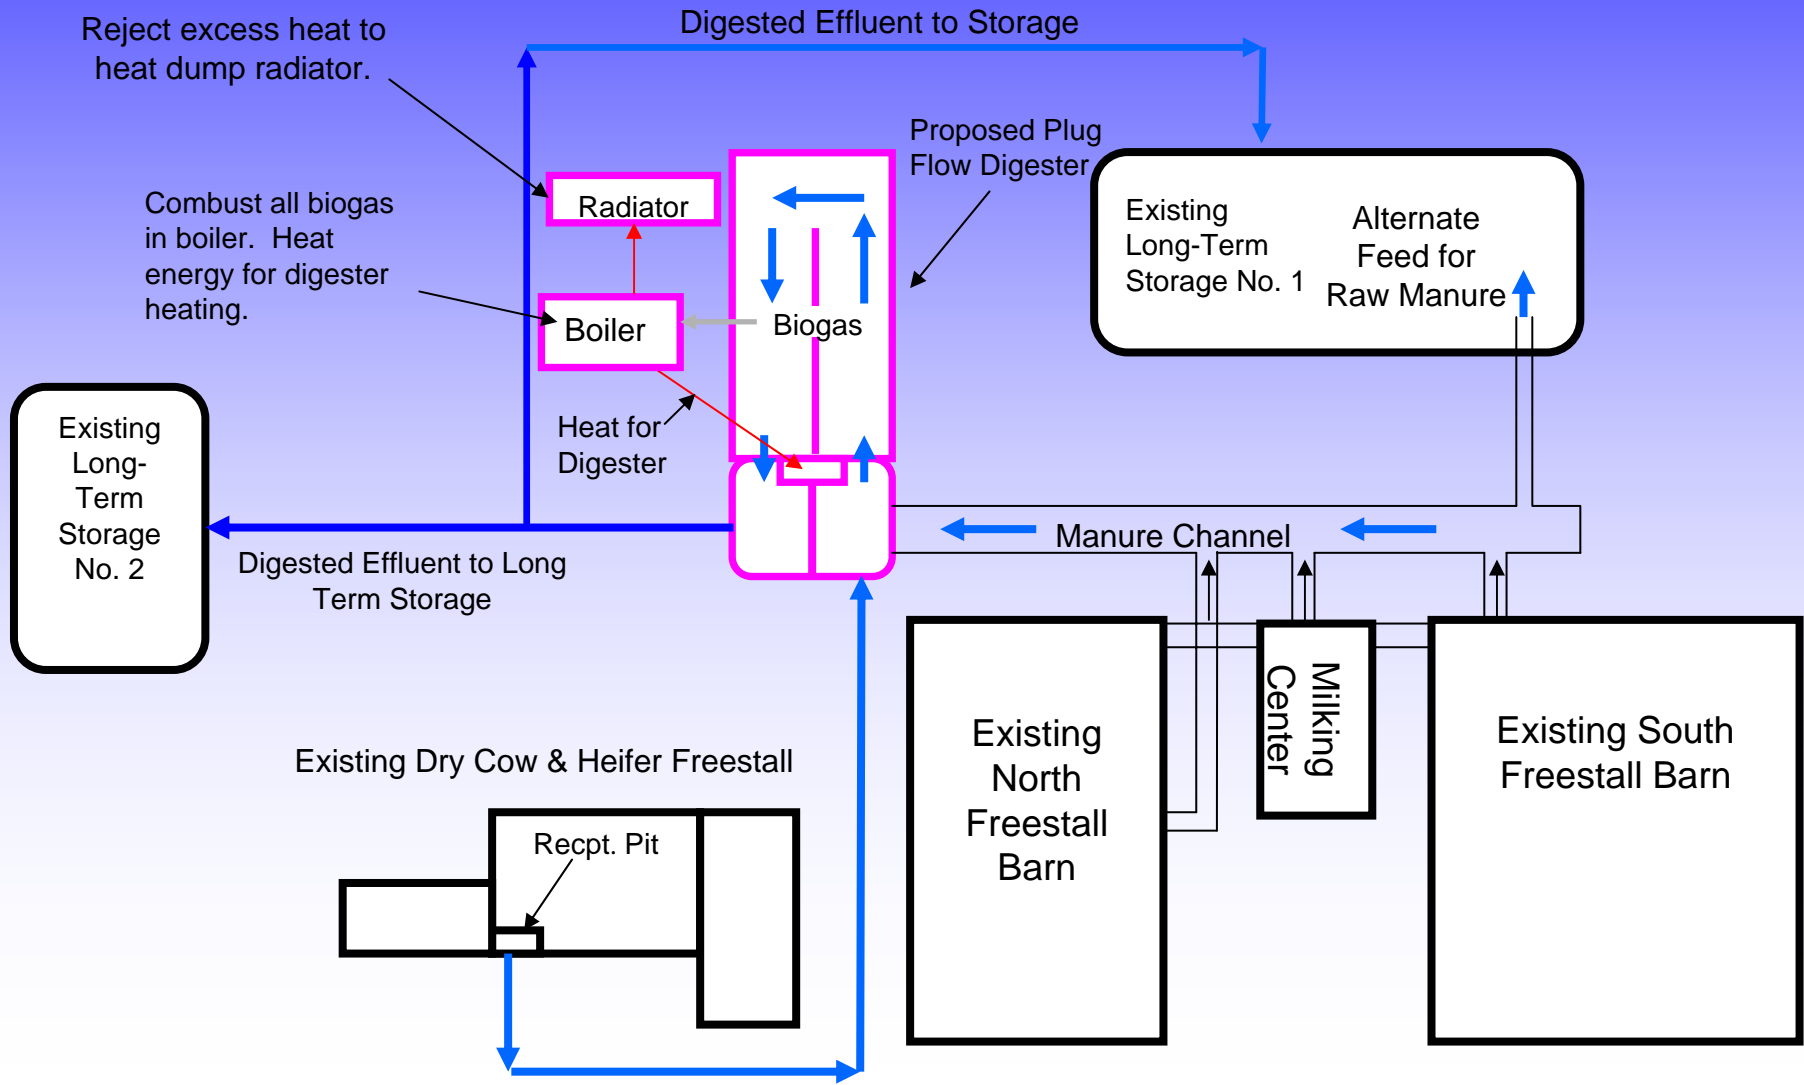 Digested Effluent to Storage
Reject excess heat to
heat dump radiator.
Proposed Plug
Flow Digester
Combust all biogas
in boiler.  Heat
energy for digester
heating.
Radiator
Existing
Long-Term
Storage No. 1
Alternate
Feed for
Raw Manure
Boiler
Biogas
Heat for
Digester
Existing
Long-
Term
Storage
No. 2
Manure Channel
Digested Effluent to Long
Term Storage
Existing Dry Cow & Heifer Freestall
Recpt. Pit
Existing
North
Freestall
Barn
Milking
Center
Existing South
Freestall Barn